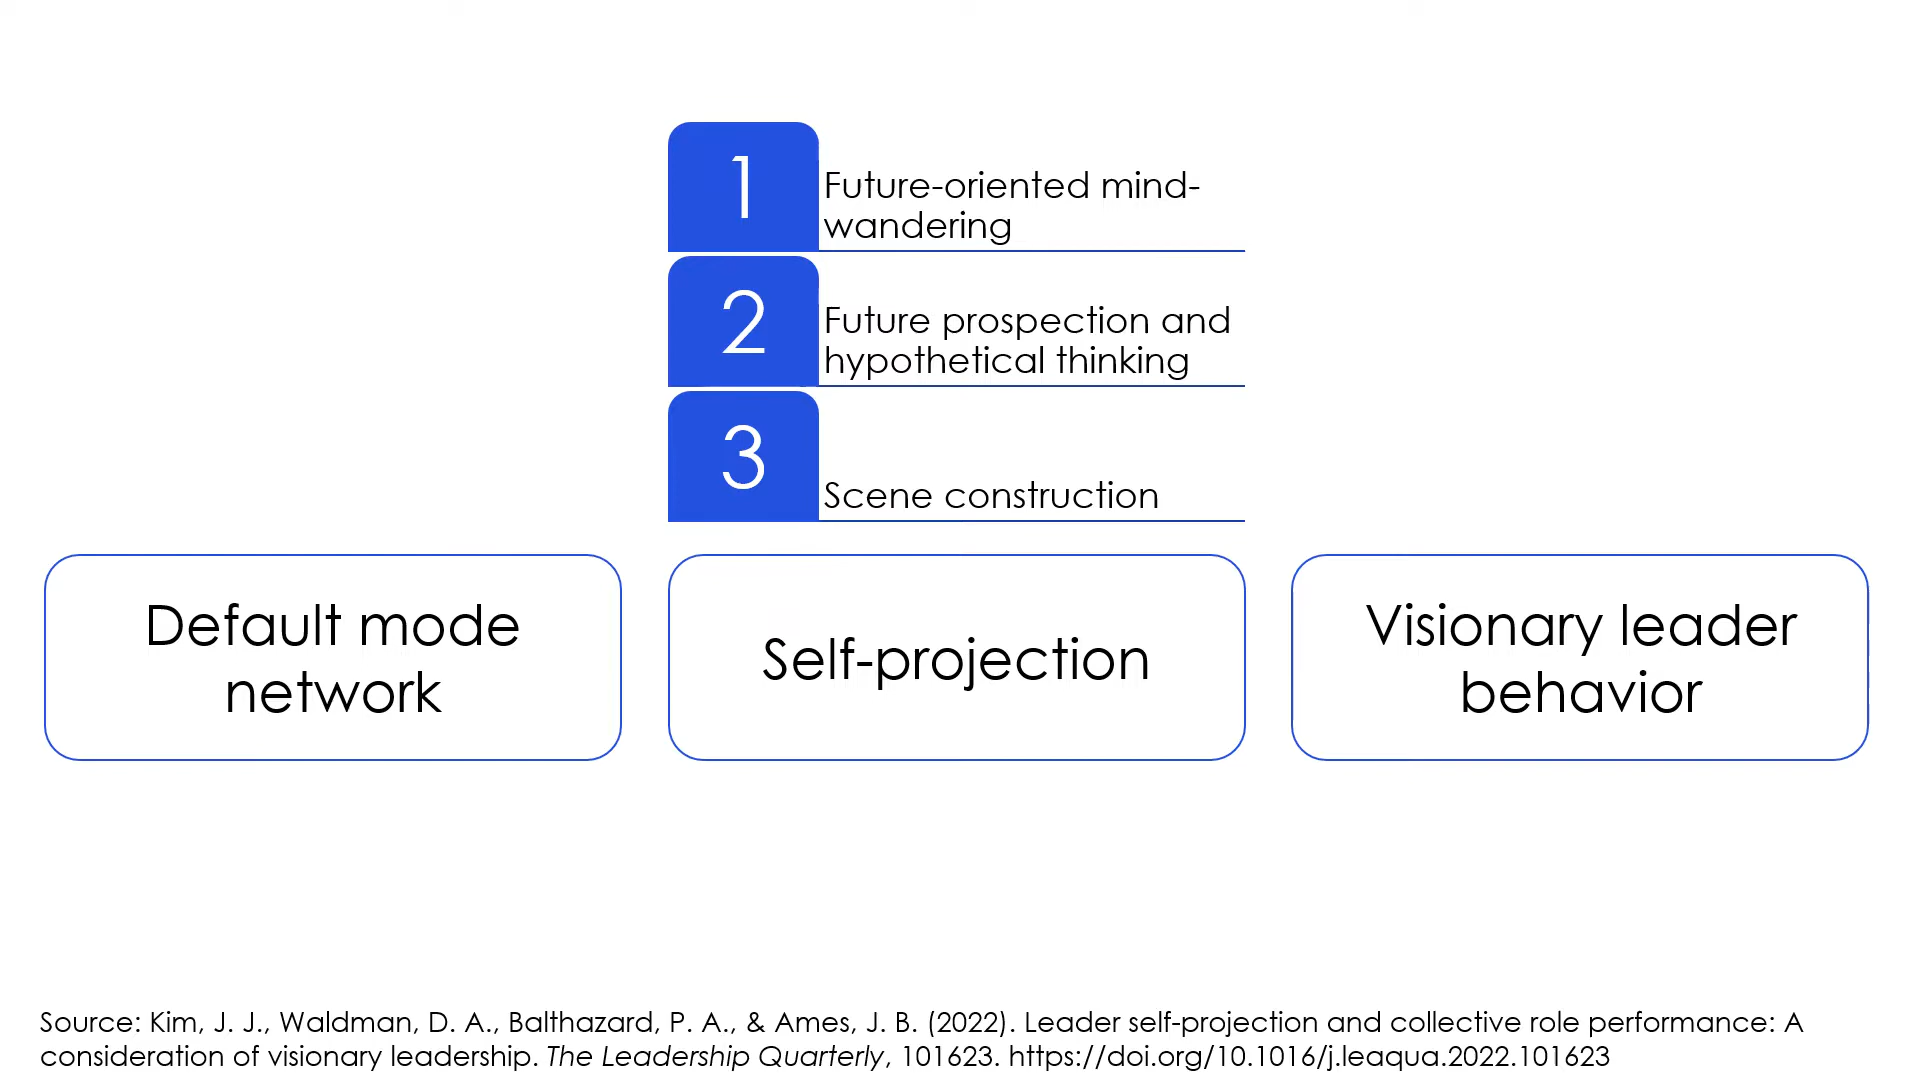 1
Future-oriented mind-
wandering
2
Future prospection and
hypothetical thinking
3
Scene construction
Default mode
network
Self-projection
Visionary leader
behavior
Source: Kim, J. J., Waldman, D. A., Balthazard, P. A., & Ames, J. B. (2022). Leader self-projection and collective role performance: A
consideration of visionary leadership. The Leadership Quarterly, 101623. https://doi.org/10.1016/j.leaqua.2022.101623